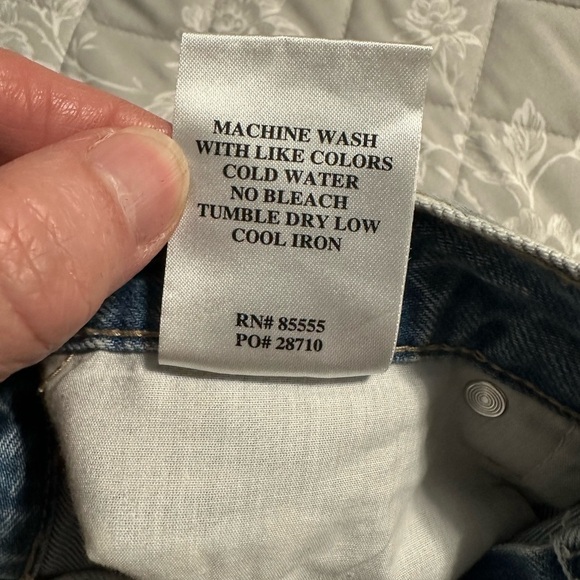 MACHINE WASH
WITH LIKE COLORS
COLD WATER
NO BLEACH
TUMBLE DRY LOW
COOL IRON
RN# 85555
PO# 28710